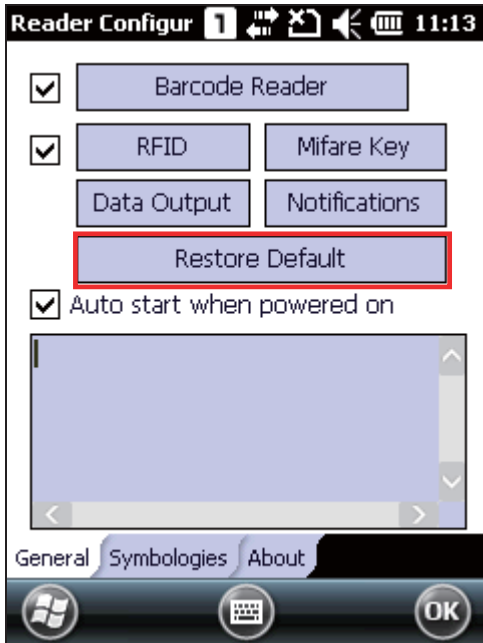 Reader Configur 1 11:13
Barcode Reader
RFID Mifare Key
Data Output Notifications
Restore Default
Auto start when powered on
General Symbologies About
OK